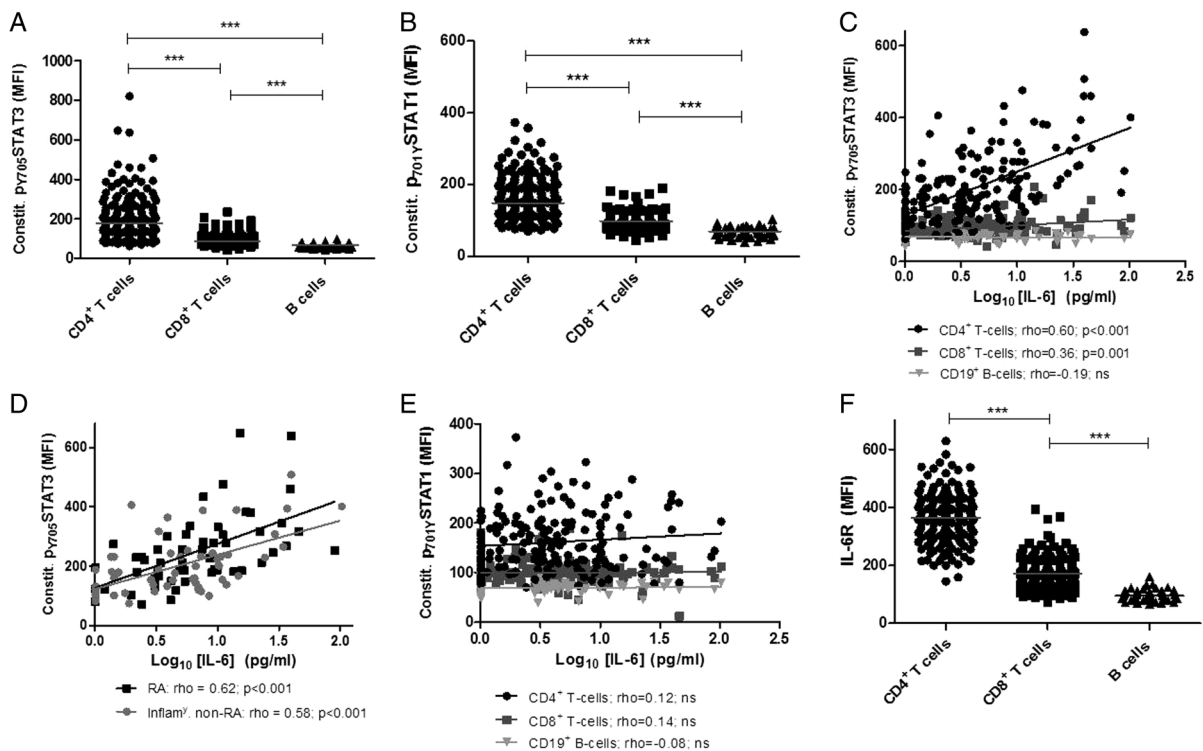 A
Constit. pY705STAT3 (MFI)
1000
800
600
400
200
0
***
***
***
CD4+ T cells
CD8+ T cells
B cells
B
Constit. p701YSTAT1 (MFI)
600
400
200
0
***
***
***
CD4+ T cells
CD8+ T cells
B cells
C
Constit. pY705STAT3 (MFI)
600
400
200
0
0.0 0.5 1.0 1.5 2.0 2.5
Log10 [IL-6] (pg/ml)
CD4+ T-cells; rho=0.60; p<0.001
CD8+ T-cells; rho=0.36; p=0.001
CD19+ B-cells; rho=-0.19; ns
D
Constit. pY705STAT3 (MFI)
600
400
200
0
0.0 0.5 1.0 1.5 2.0
Log10 [IL-6] (pg/ml)
RA: rho = 0.62; p<0.001
Inflamy. non-RA: rho = 0.58; p<0.001
E
Constit. p701YSTAT1 (MFI)
400
300
200
150
100
50
0
0.0 0.5 1.0 1.5 2.0 2.5
Log10 [IL-6] (pg/ml)
CD4+ T-cells; rho=0.12; ns
CD8+ T-cells; rho=0.14; ns
CD19+ B-cells; rho=-0.08; ns
F
IL-6R (MFI)
600
400
200
0
***
***
CD4+ T cells
CD8+ T cells
B cells